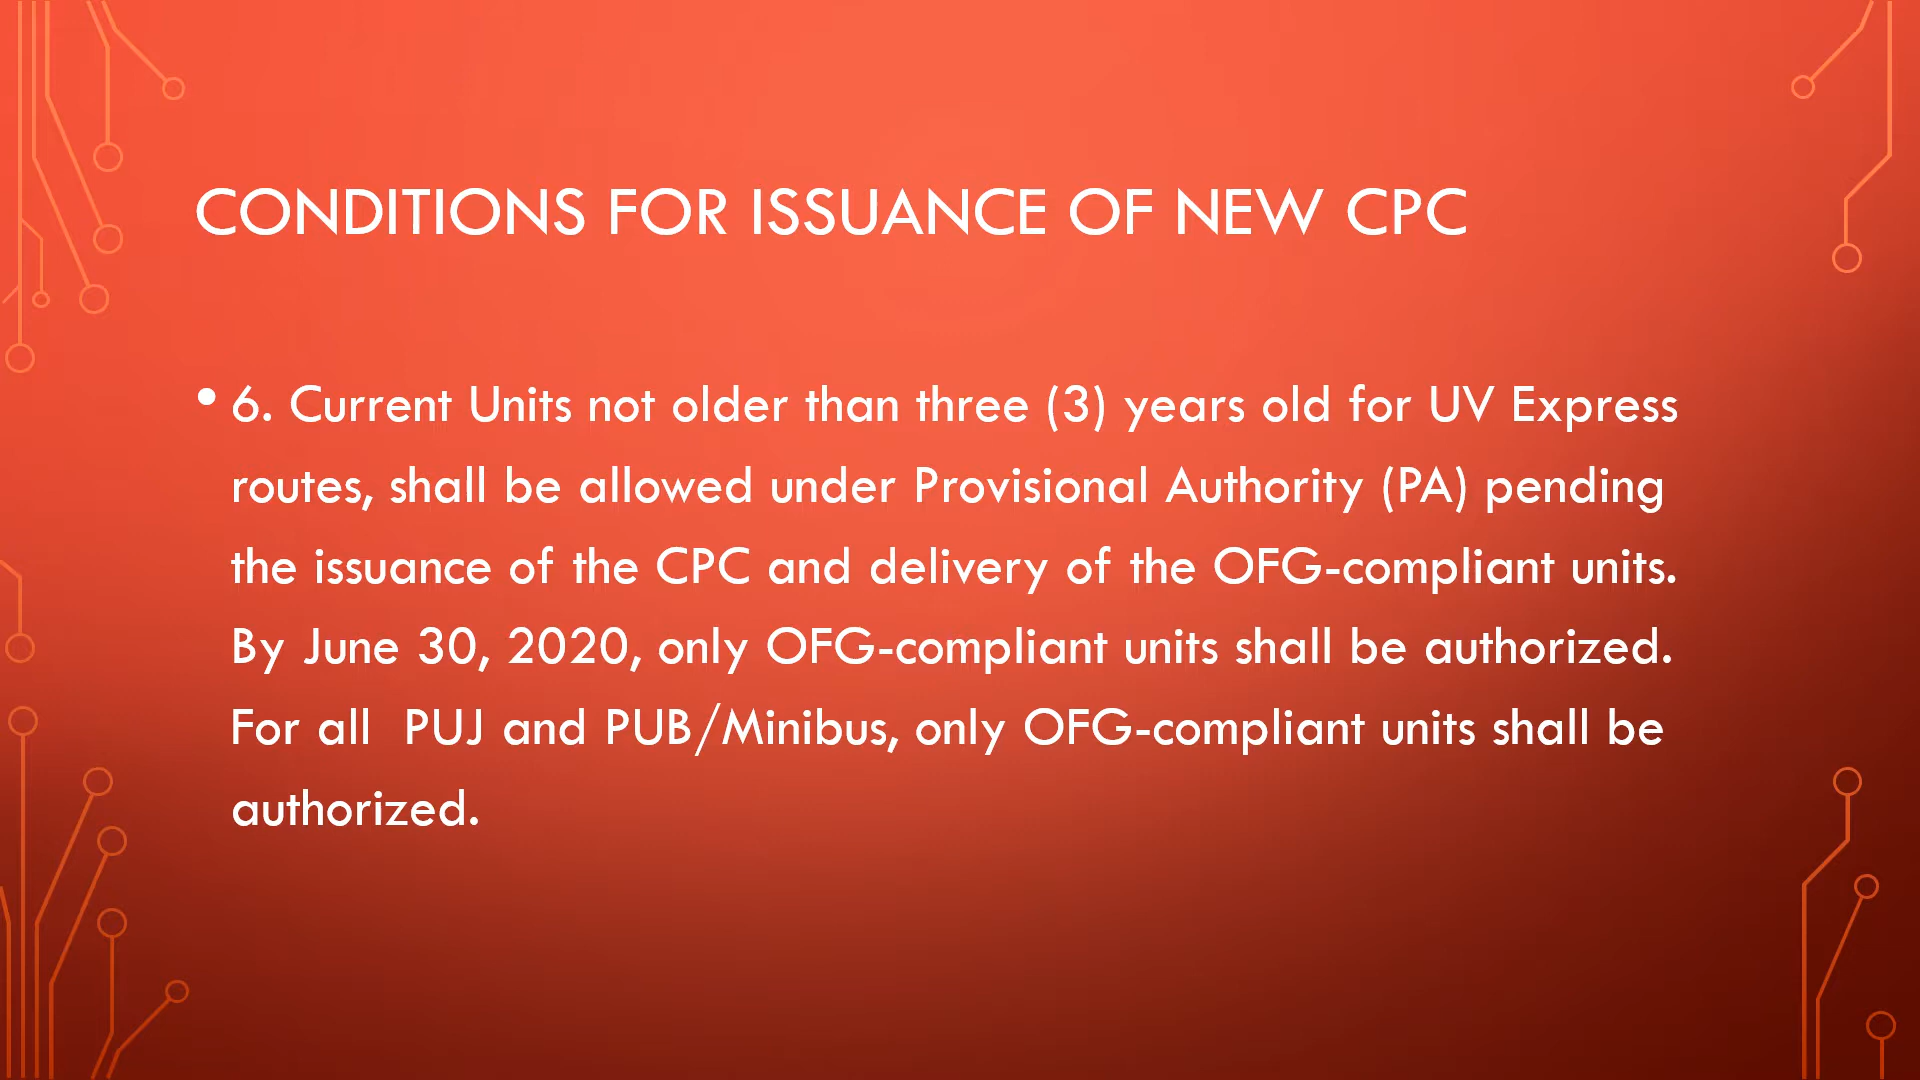 CONDITIONS FOR ISSUANCE OF NEW CPC
• 6. Current Units not older than three (3) years old for UV Express
routes, shall be allowed under Provisional Authority (PA) pending
the issuance of the CPC and delivery of the OFG-compliant units.
By June 30, 2020, only OFG-compliant units shall be authorized.
For all  PUJ and PUB/Minibus, only OFG-compliant units shall be
authorized.